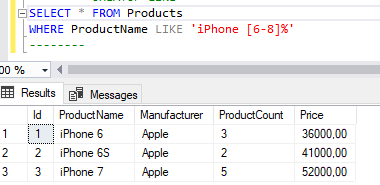 SELECT * FROM Products
WHERE ProductName LIKE 'iPhone [6-8]%'
--------
00 %
Results Messages
Id ProductName Manufacturer ProductCount Price
1 1 iPhone 6 Apple 3 36000,00
2 2 iPhone 6S Apple 2 41000,00
3 3 iPhone 7 Apple 5 52000,00